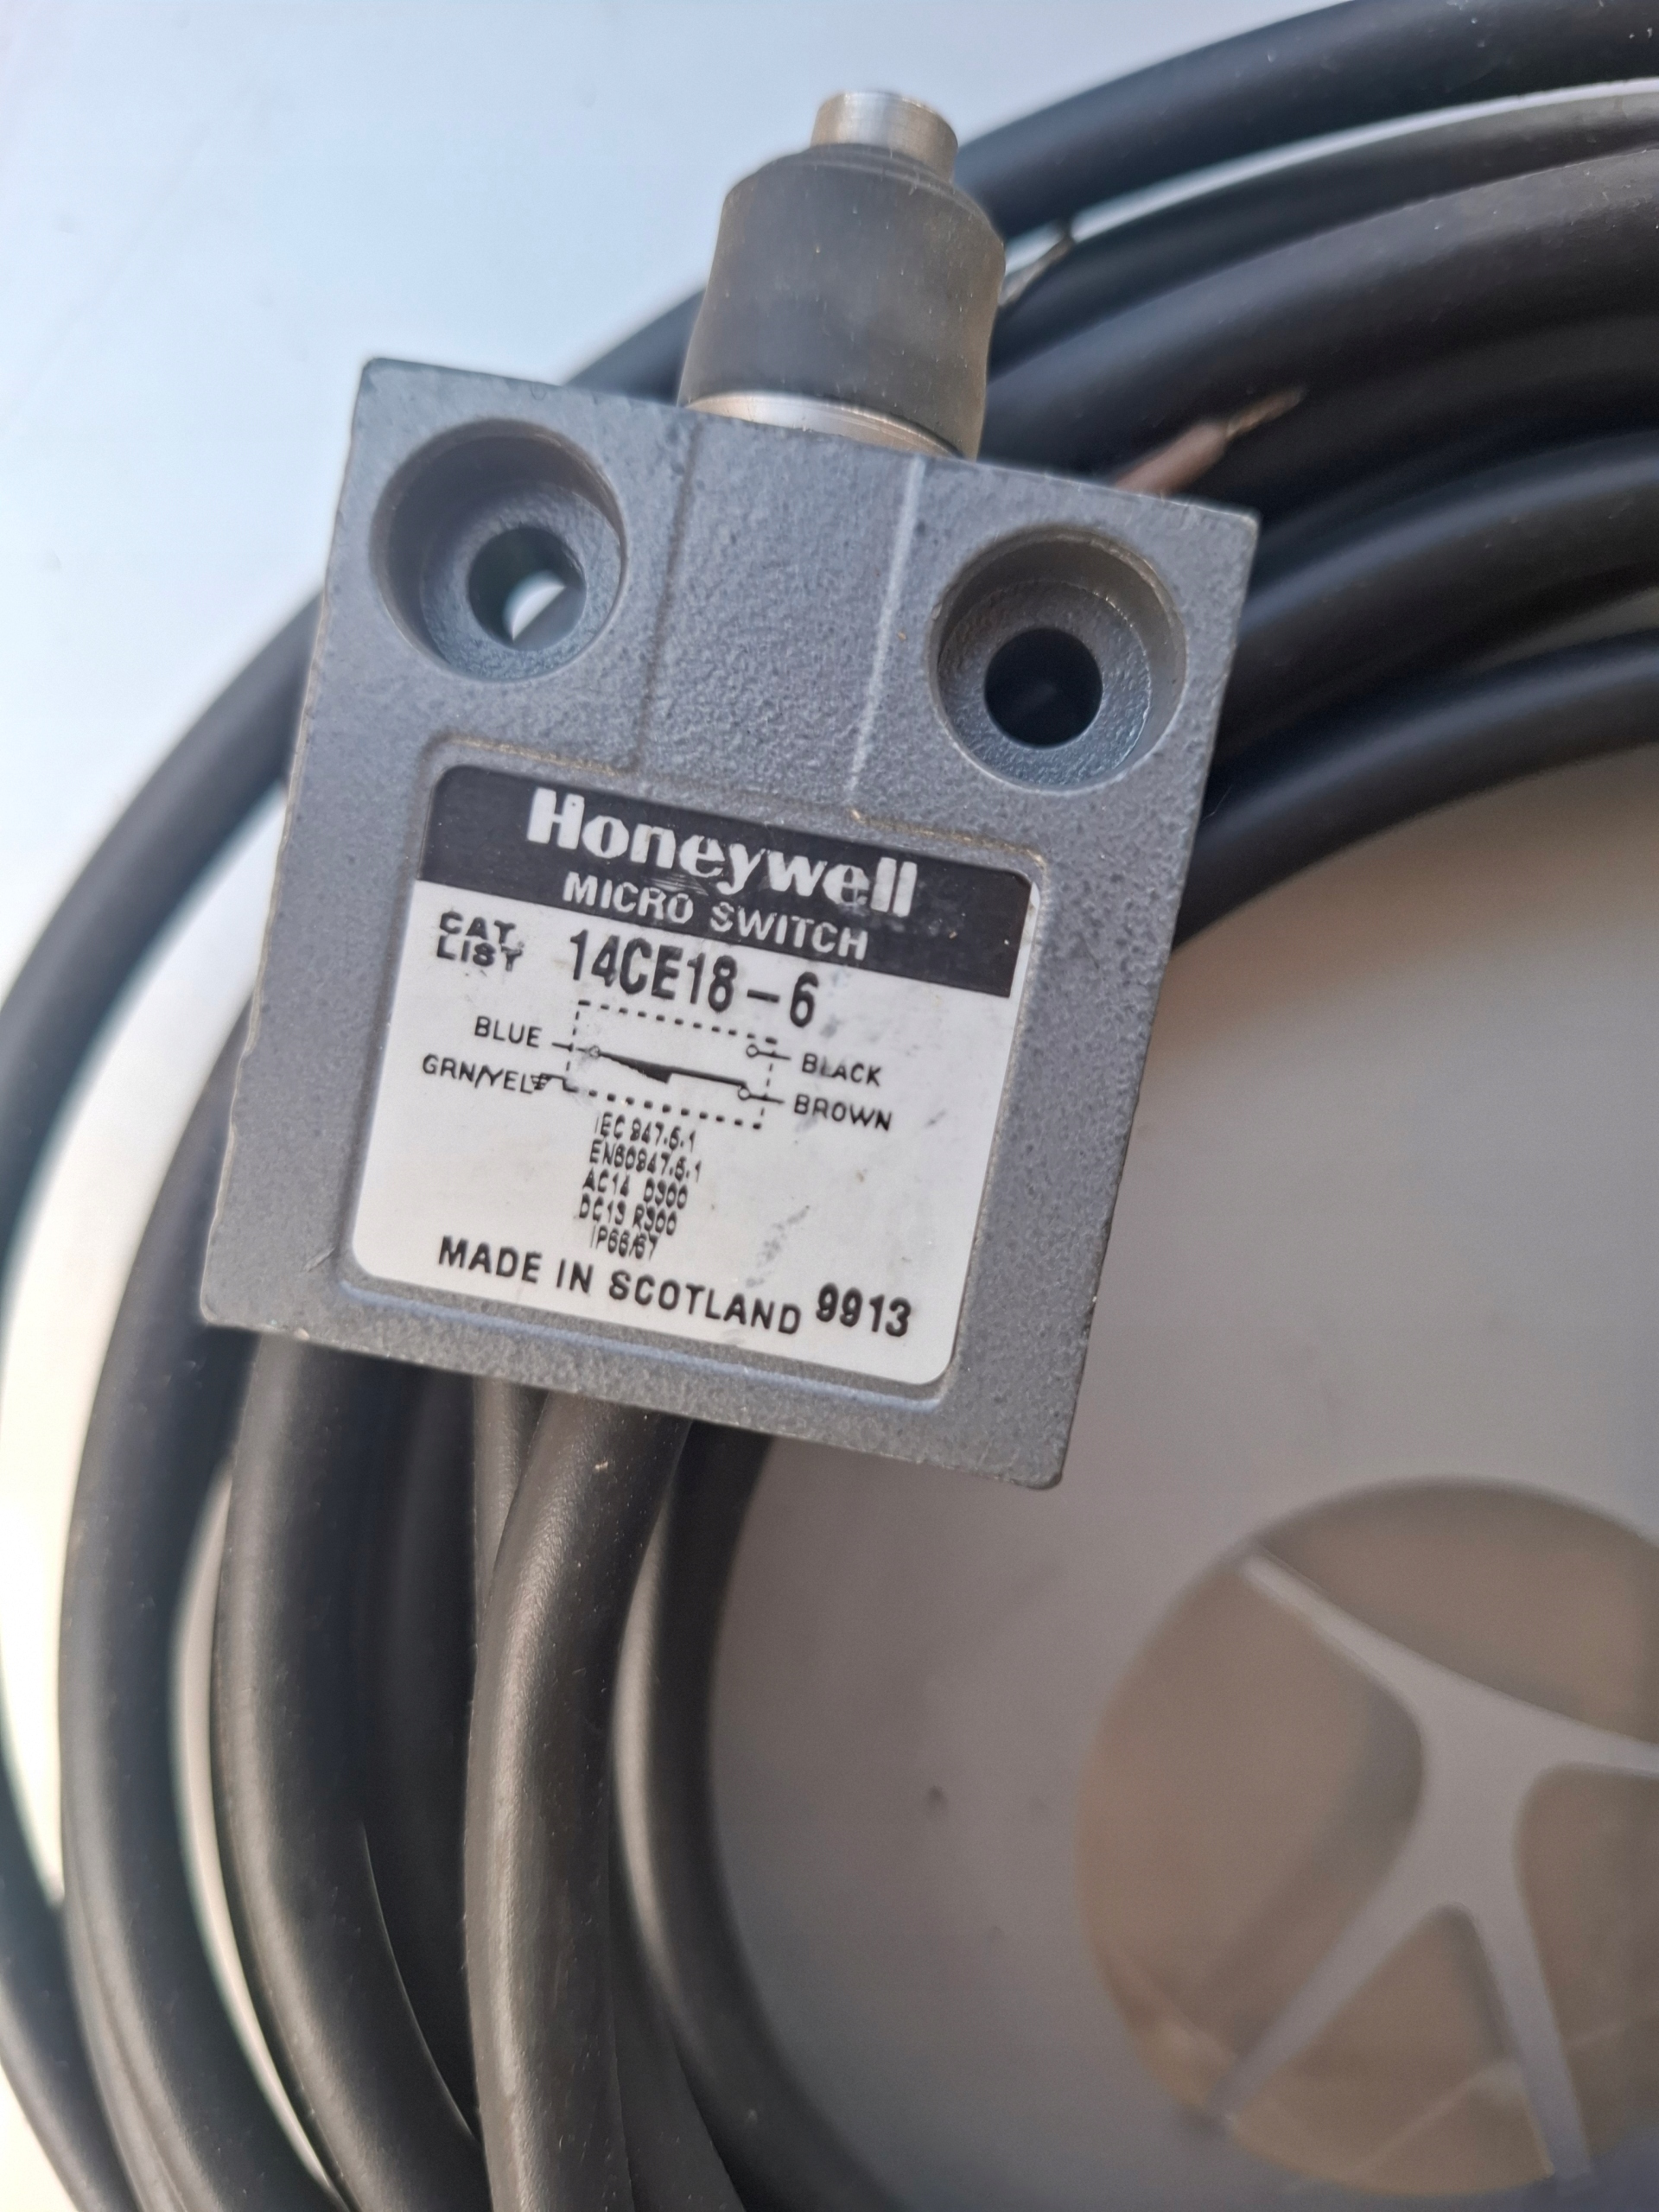 Honeywell
MICRO SWITCH
CAT.
LIST
14CE18-6
BLUE
BLACK
GRN/YEL
BROWN
IEC 947.5.1
EN60947.5.1
AC14 D300
DC13 R300
IP66/67
MADE IN SCOTLAND 9913